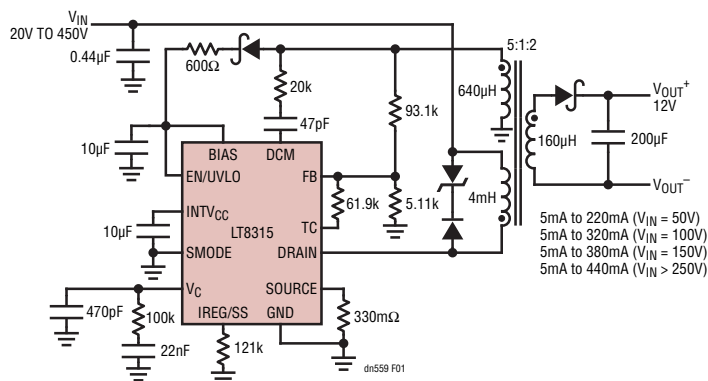 VIN
20V TO 450V
0.44µF
600Ω
20k
47pF
93.1k
640µH
5:1:2
160µH
VOUT+
12V
200µF
VOUT–
10µF
BIAS
DCM
EN/UVLO
FB
INTVCC
LT8315
61.9k
5.11k
4mH
TC
10µF
SMODE
DRAIN
VC
SOURCE
470pF
100k
IREG/SS
GND
330mΩ
22nF
121k
5mA to 220mA (VIN = 50V)
5mA to 320mA (VIN = 100V)
5mA to 380mA (VIN = 150V)
5mA to 440mA (VIN > 250V)
dn559 F01